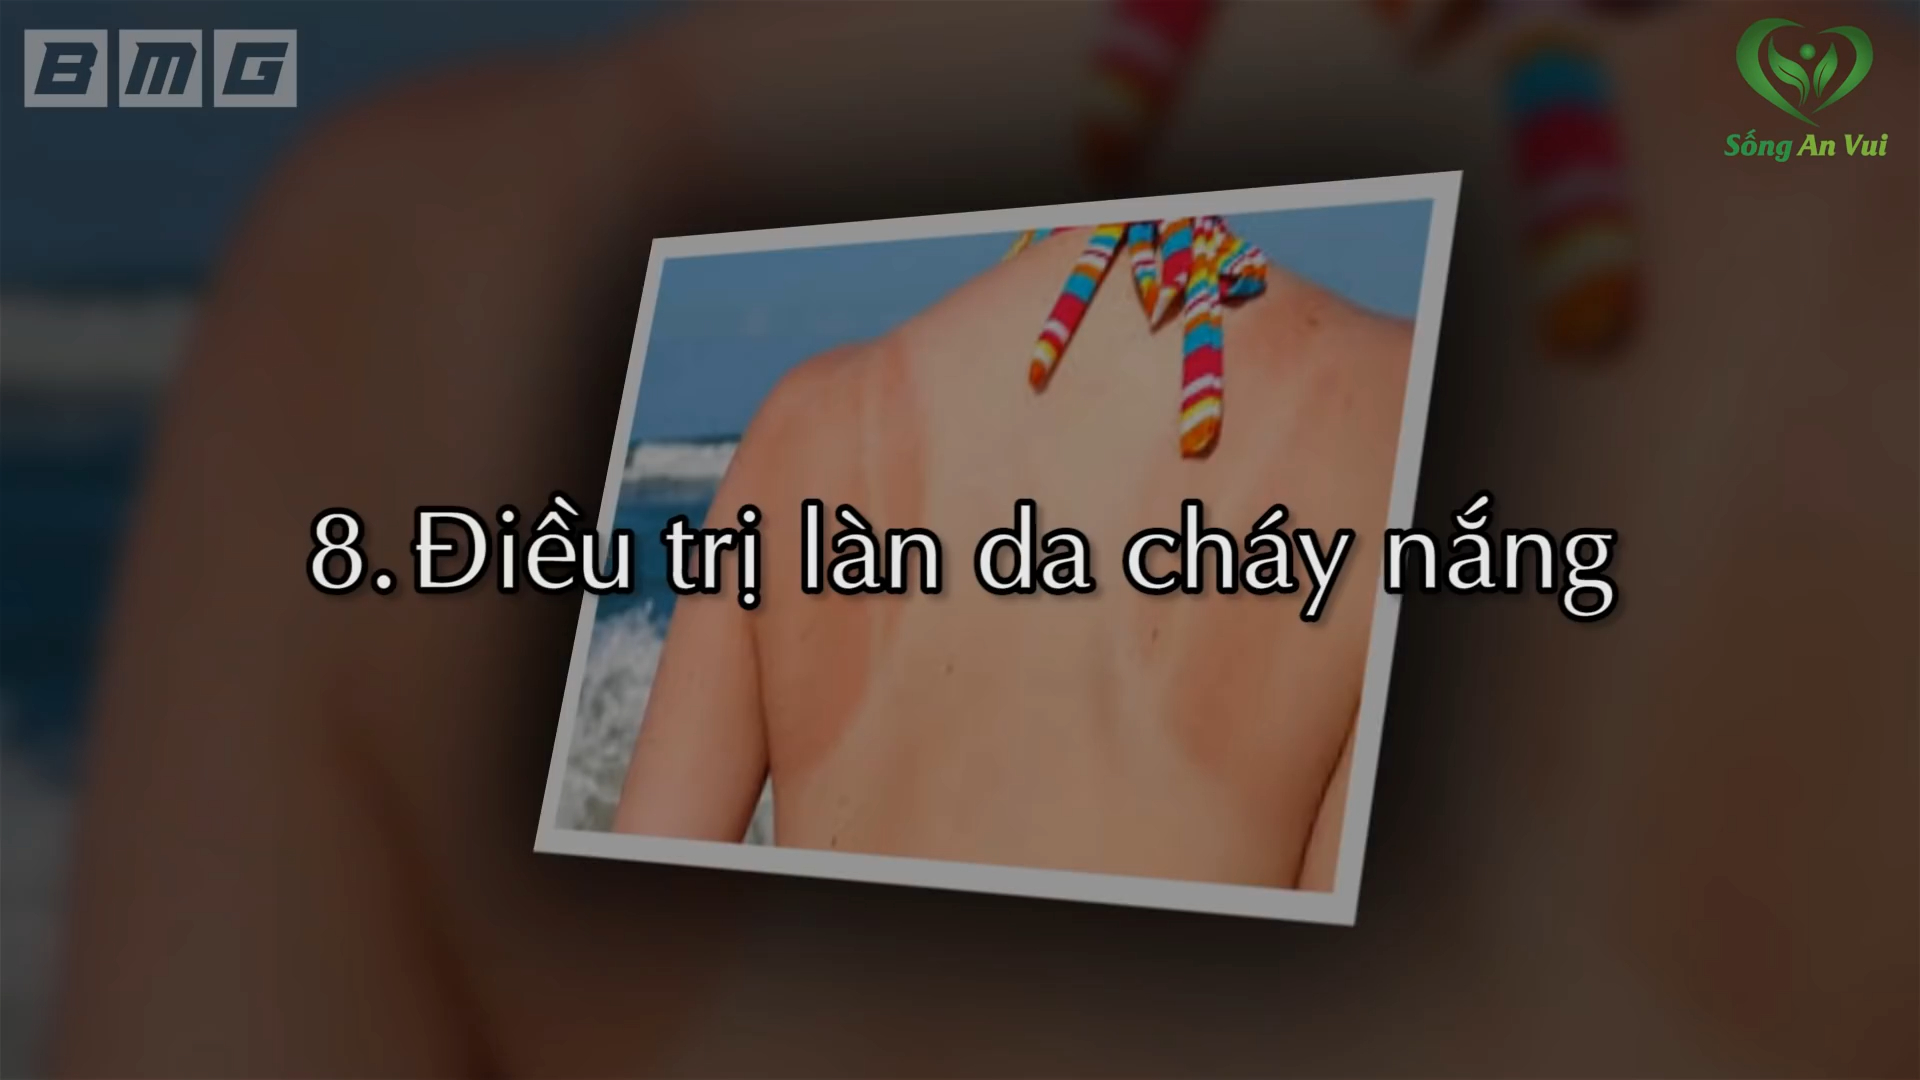 BMG
Sống An Vui
8. Điều trị làn da cháy nắng